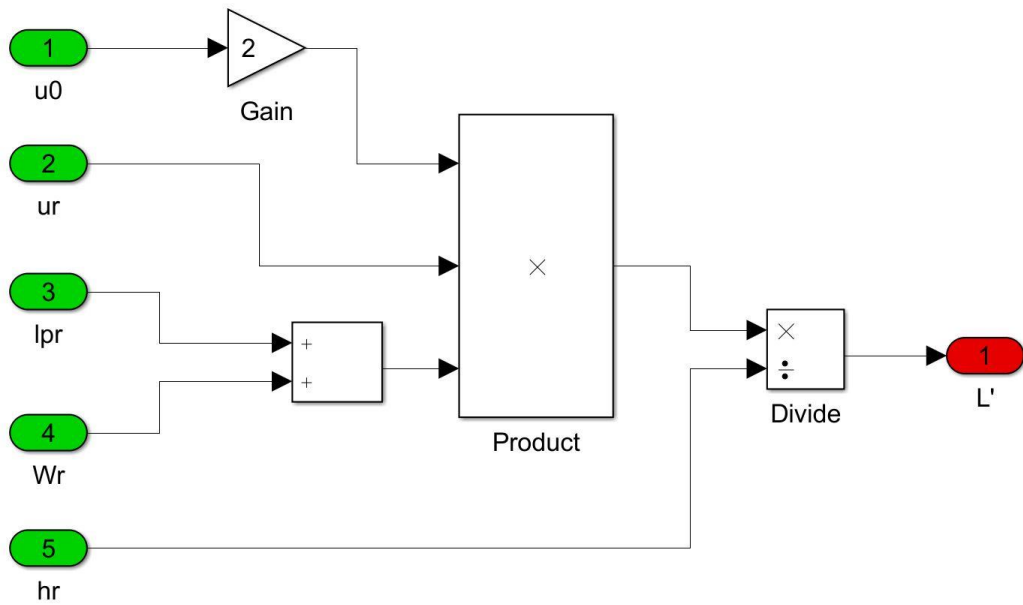 1
u0
2
Gain
2
ur
3
lpr
+
+
4
Wr
×
Product
×
÷
Divide
1
L'
5
hr